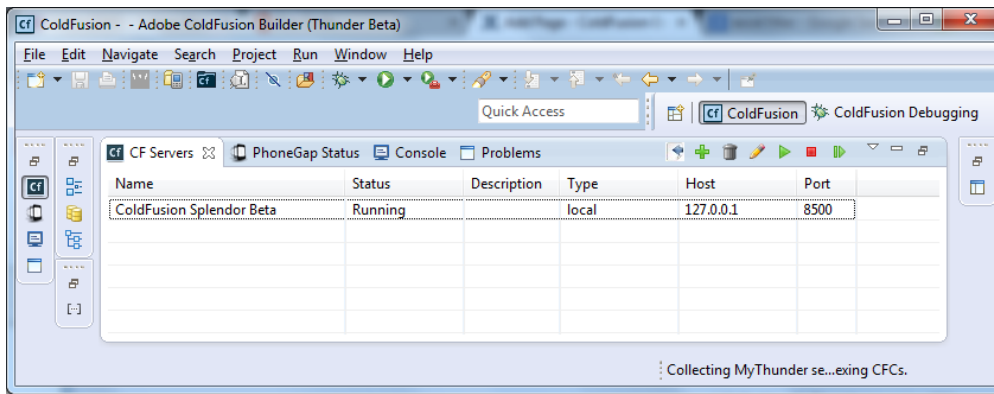 Cf ColdFusion - - Adobe ColdFusion Builder (Thunder Beta)
File Edit Navigate Search Project Run Window Help
Quick Access
Cf ColdFusion ColdFusion Debugging
CF Servers PhoneGap Status Console Problems
Name Status Description Type Host Port
ColdFusion Splendor Beta Running local 127.0.0.1 8500
Collecting MyThunder se...exing CFCs.